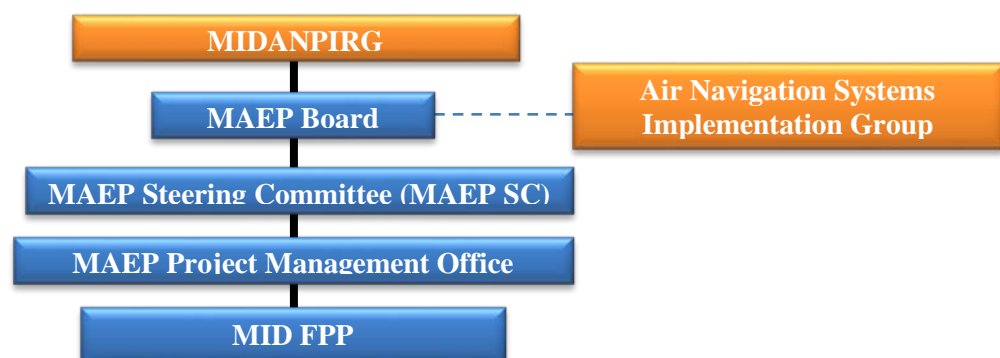 MIDANPIRG
MAEP Board
Air Navigation Systems
Implementation Group
MAEP Steering Committee (MAEP SC)
MAEP Project Management Office
MID FPP